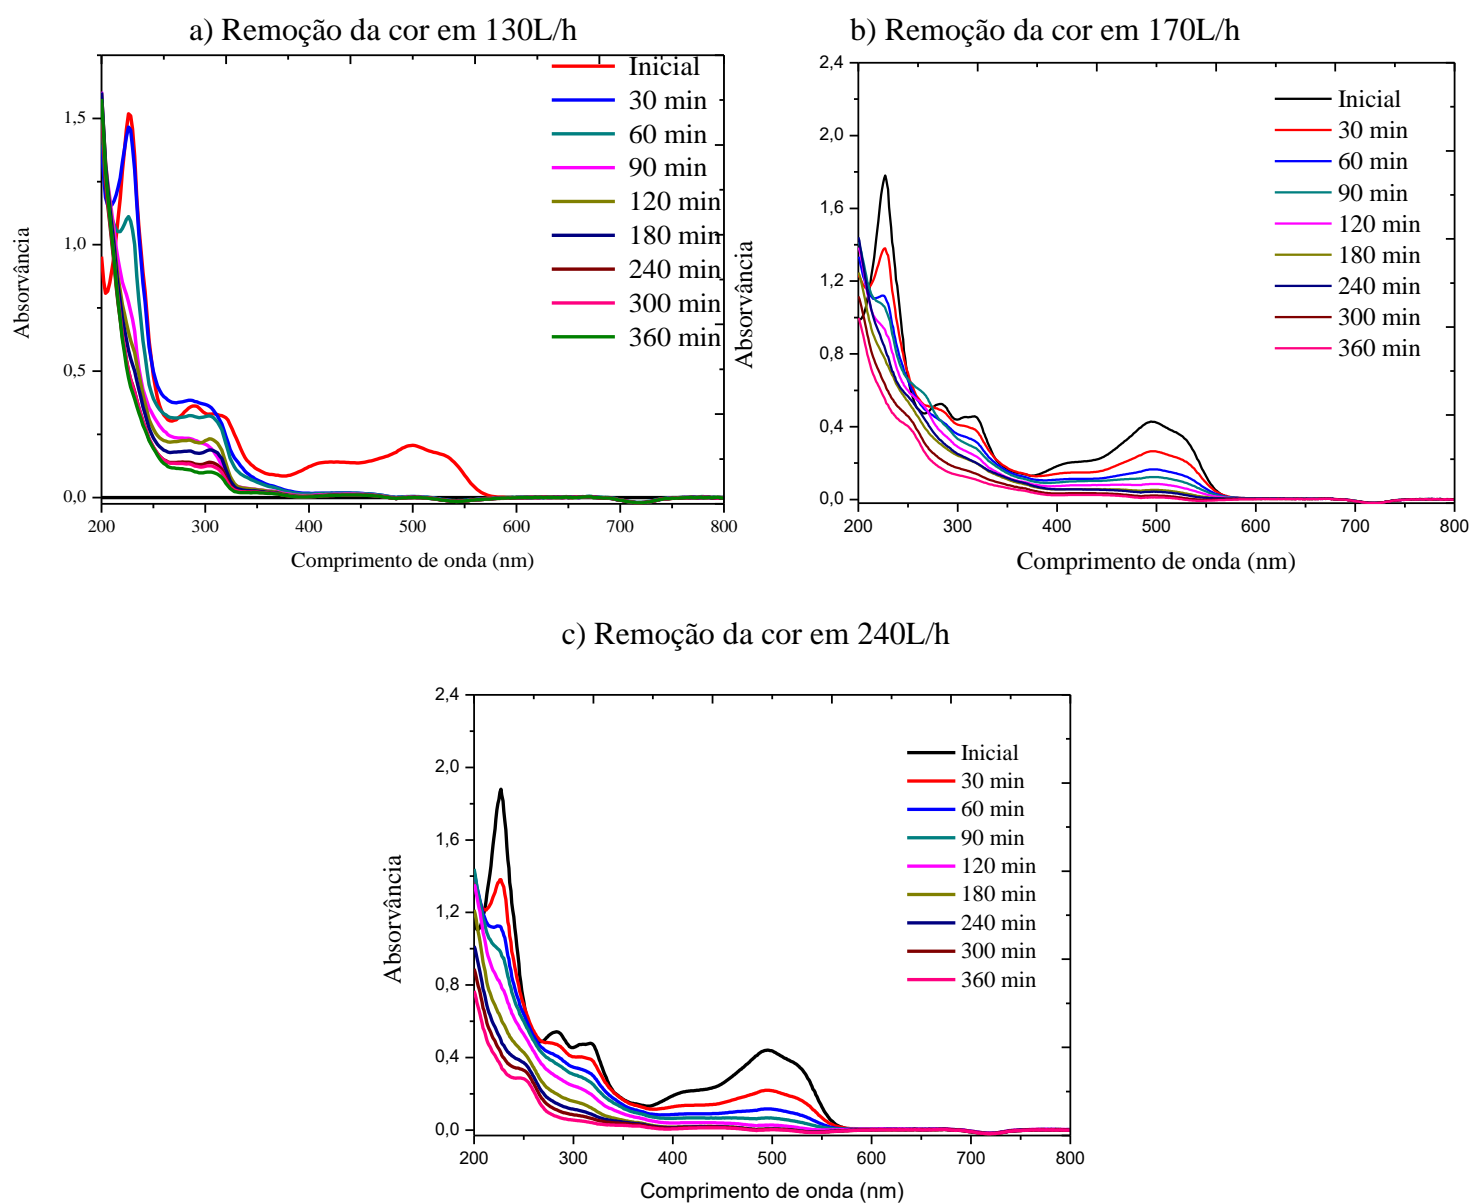 a) Remoção da cor em 130L/h
1,5
1,0
0,5
0,0
200
300
400
500
600
700
800
Absorvância
Comprimento de onda (nm)
Inicial
30 min
60 min
90 min
120 min
180 min
240 min
300 min
360 min
b) Remoção da cor em 170L/h
2,4
2,0
1,6
1,2
0,8
0,4
0,0
200
300
400
500
600
700
800
Absorvância
Comprimento de onda (nm)
Inicial
30 min
60 min
90 min
120 min
180 min
240 min
300 min
360 min
c) Remoção da cor em 240L/h
2,4
2,0
1,6
1,2
0,8
0,4
0,0
200
300
400
500
600
700
800
Absorvância
Comprimento de onda (nm)
Inicial
30 min
60 min
90 min
120 min
180 min
240 min
300 min
360 min